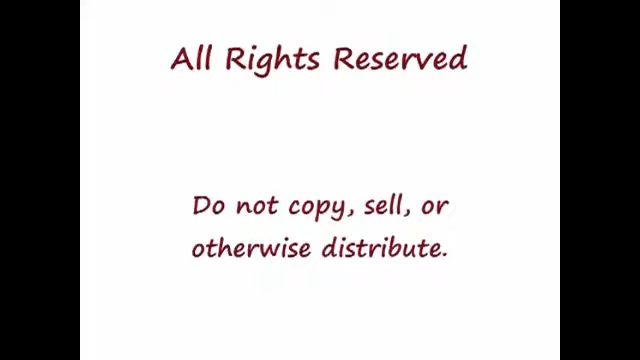 All Rights Reserved
Do not copy, sell, or
otherwise distribute.